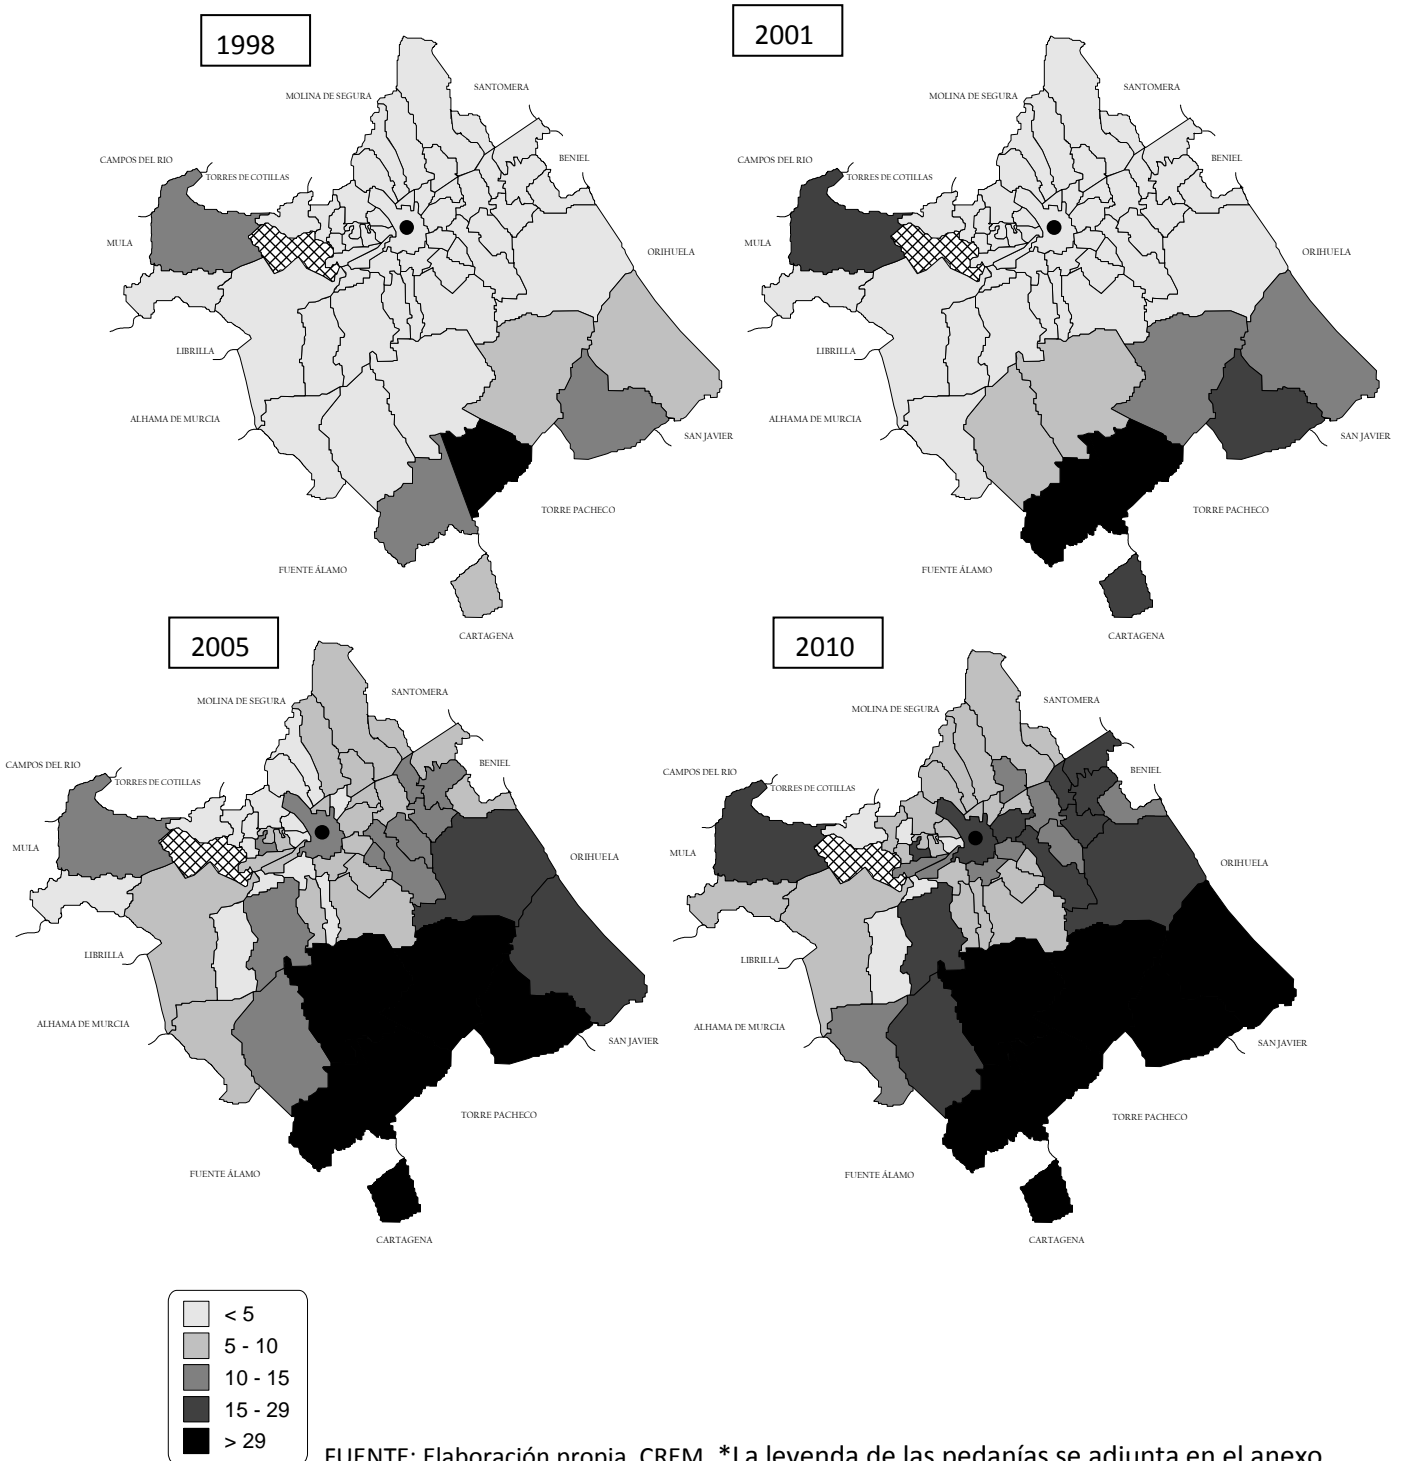 1998
MOLINA DE SEGURA
SANTOMERA
CAMPOS DEL RIO
TORRES DE COTILLAS
BENIEL
MULA
ORIHUELA
LIBRILLA
ALHAMA DE MURCIA
SAN JAVIER
TORRE PACHECO
FUENTE ÁLAMO
CARTAGENA
2001
MOLINA DE SEGURA
SANTOMERA
CAMPOS DEL RIO
TORRES DE COTILLAS
BENIEL
MULA
ORIHUELA
LIBRILLA
ALHAMA DE MURCIA
SAN JAVIER
TORRE PACHECO
FUENTE ÁLAMO
CARTAGENA
2005
MOLINA DE SEGURA
SANTOMERA
CAMPOS DEL RIO
TORRES DE COTILLAS
BENIEL
MULA
ORIHUELA
LIBRILLA
ALHAMA DE MURCIA
SAN JAVIER
TORRE PACHECO
FUENTE ÁLAMO
CARTAGENA
2010
MOLINA DE SEGURA
SANTOMERA
CAMPOS DEL RIO
TORRES DE COTILLAS
BENIEL
MULA
ORIHUELA
LIBRILLA
ALHAMA DE MURCIA
SAN JAVIER
TORRE PACHECO
FUENTE ÁLAMO
CARTAGENA
< 5
5 - 10
10 - 15
15 - 29
> 29
FUENTE: Elaboración propia. CREM. *La leyenda de las pedanías se adjunta en el anexo